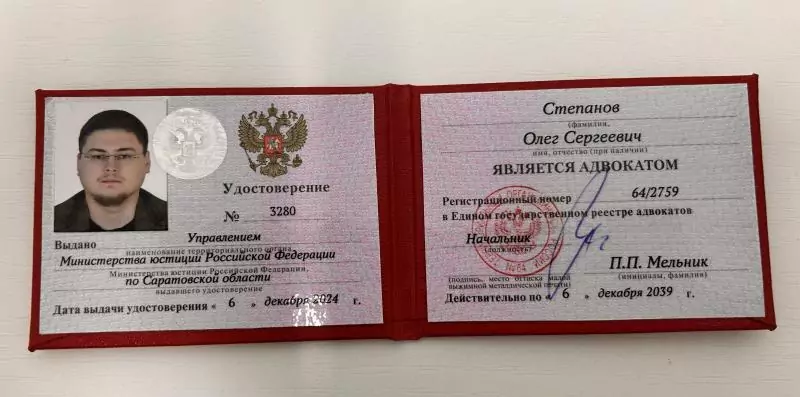 Удостоверение
№ 3280
Выдано Управлением
наименование территориального органа
Министерства юстиции Российской Федерации
Министерства юстиции Российской Федерации,
по Саратовской области
выдавшего удостоверение
Дата выдачи удостоверения « 6 » декабря 2024 г.
Степанов
(фамилия,
Олег Сергеевич
имя, отчество (при наличии)
ЯВЛЯЕТСЯ АДВОКАТОМ
Регистрационный номер 64/2759
в Едином государственном реестре адвокатов
Начальник
(должность)
П.П. Мельник
(подпись, место оттиска малой (инициалы, фамилия)
выжимной металлической печати)
Действительно по « 6 » декабря 2039 г.